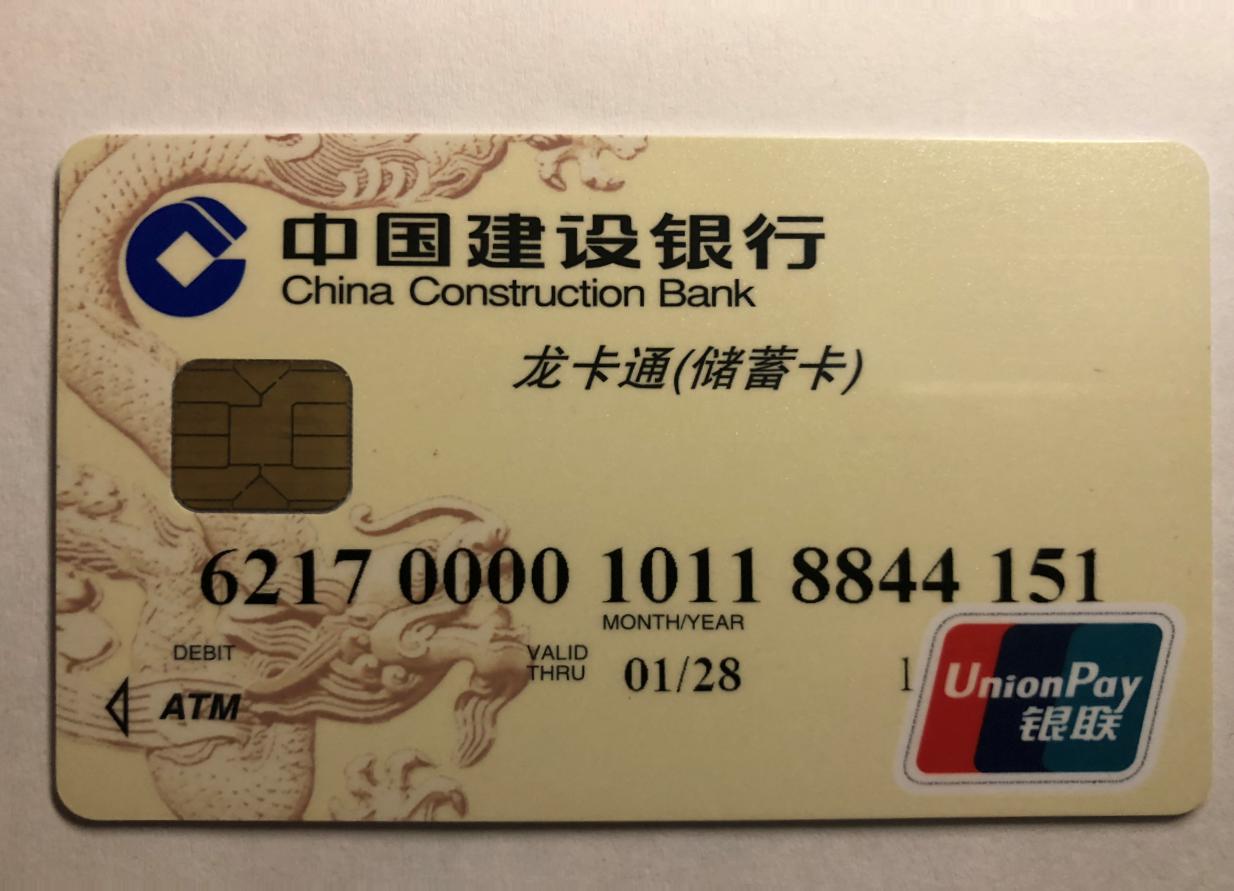 中国建设银行
China Construction Bank
龙卡通(储蓄卡)
6217 0000 1011 8844 151
MONTH/YEAR
DEBIT
VALID
THRU
01/28
1
ATM
UnionPay
银联